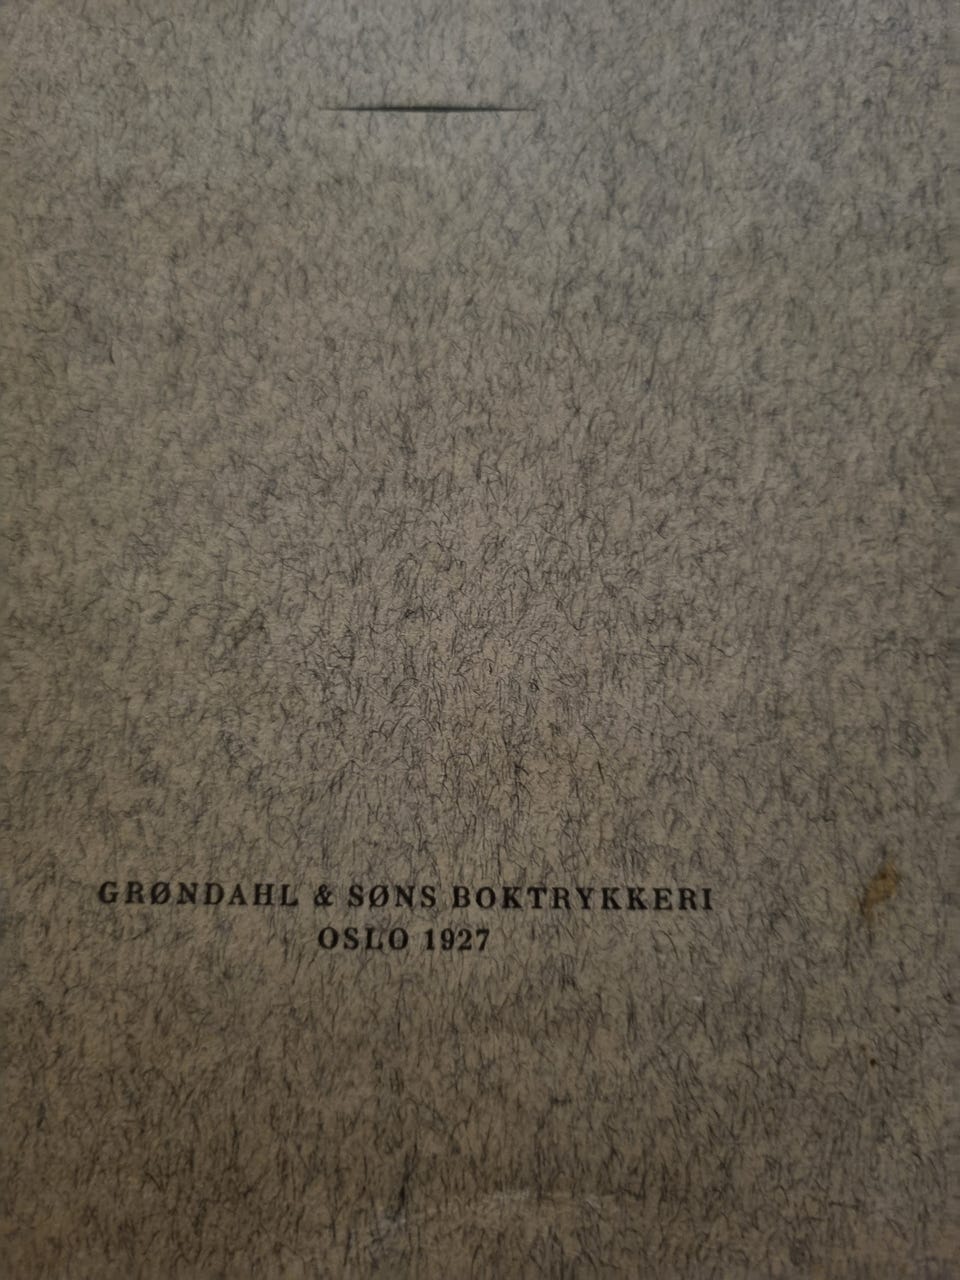 GRØNDAHL & SØNS BOKTRYKKERI
OSLO 1927